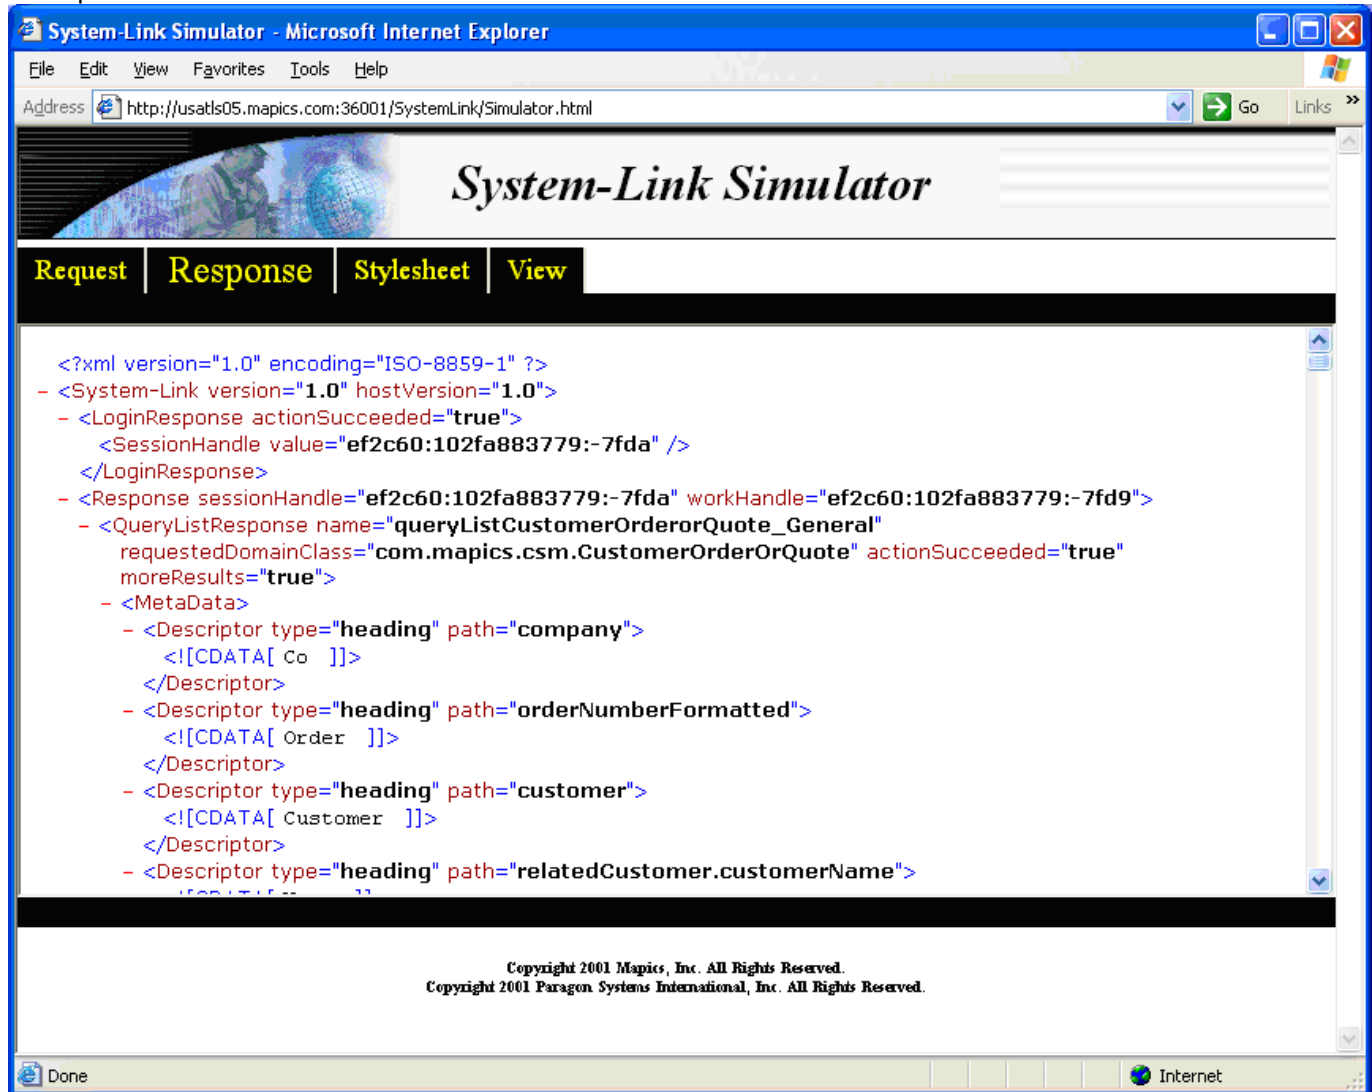 System-Link Simulator - Microsoft Internet Explorer
File Edit View Favorites Tools Help
Address http://usatls05.mapics.com:36001/SystemLink/Simulator.html Go Links »
System-Link Simulator
Request Response Stylesheet View
<?xml version="1.0" encoding="ISO-8859-1" ?>
- <System-Link version="1.0" hostVersion="1.0">
- <LoginResponse actionSucceeded="true">
<SessionHandle value="ef2c60:102fa883779:-7fda" />
</LoginResponse>
- <Response sessionHandle="ef2c60:102fa883779:-7fda" workHandle="ef2c60:102fa883779:-7fd9">
- <QueryListResponse name="queryListCustomerOrderorQuote_General"
requestedDomainClass="com.mapics.csm.CustomerOrderOrQuote" actionSucceeded="true"
moreResults="true">
- <MetaData>
- <Descriptor type="heading" path="company">
<![CDATA[ Co ]]>
</Descriptor>
- <Descriptor type="heading" path="orderNumberFormatted">
<![CDATA[ Order ]]>
</Descriptor>
- <Descriptor type="heading" path="customer">
<![CDATA[ Customer ]]>
</Descriptor>
- <Descriptor type="heading" path="relatedCustomer.customerName">
Copyright 2001 Mapics, Inc. All Rights Reserved.
Copyright 2001 Paragon Systems International, Inc. All Rights Reserved.
Done Internet